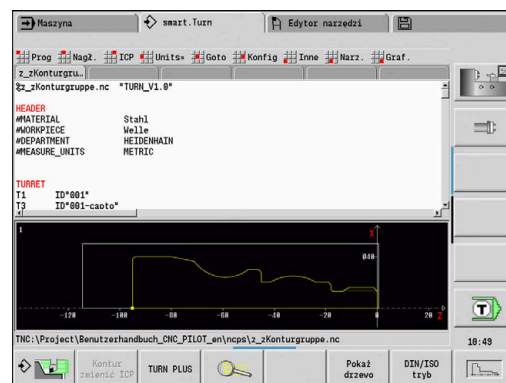 Maszyna
smart.Turn
Edytor narzędzi
Prog Nagł. ICP Units» Goto Konfig Inne Narz. Graf.
z_zKonturgru…
%z_zKonturgruppe.nc "TURN_V1.0"
HEADER
#MATERIAL Stahl
#WORKPIECE Welle
#DEPARTMENT HEIDENHAIN
#MEASURE_UNITS METRIC
TURRET
T1 ID"001"
T3 ID"001-capto"
1
X
Ø40
-120 -100 -80 -60 -40 -20 0 20 Z
TNC:\Project\Benutzerhandbuch_CNC_PILOT_en\ncps\z_zKonturgruppe.nc
T
10:49
Kontur zmienić ICP
TURN PLUS
Pokaż drzewo
DIN/ISO tryb